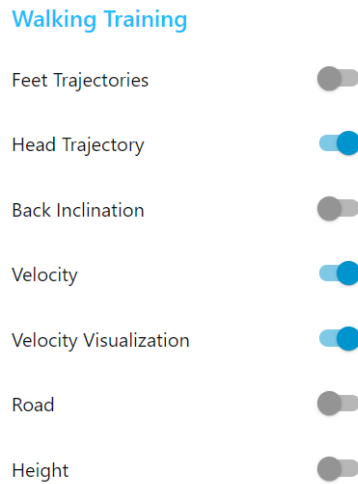 Walking Training
Feet Trajectories
Head Trajectory
Back Inclination
Velocity
Velocity Visualization
Road
Height